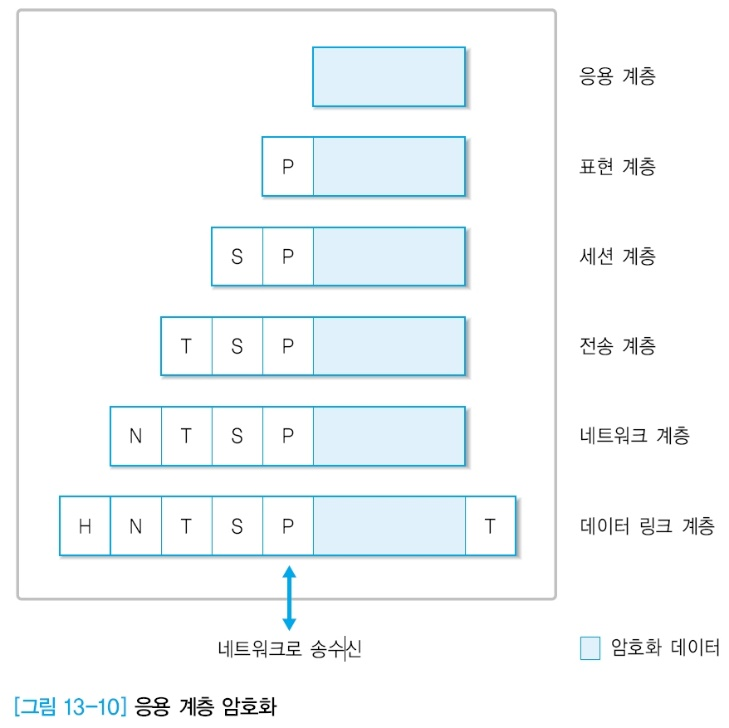 응용 계층
P
표현 계층
S P
세션 계층
T S P
전송 계층
N T S P
네트워크 계층
H N T S P T
데이터 링크 계층
네트워크로 송수신
암호화 데이터
[그림 13-10] 응용 계층 암호화